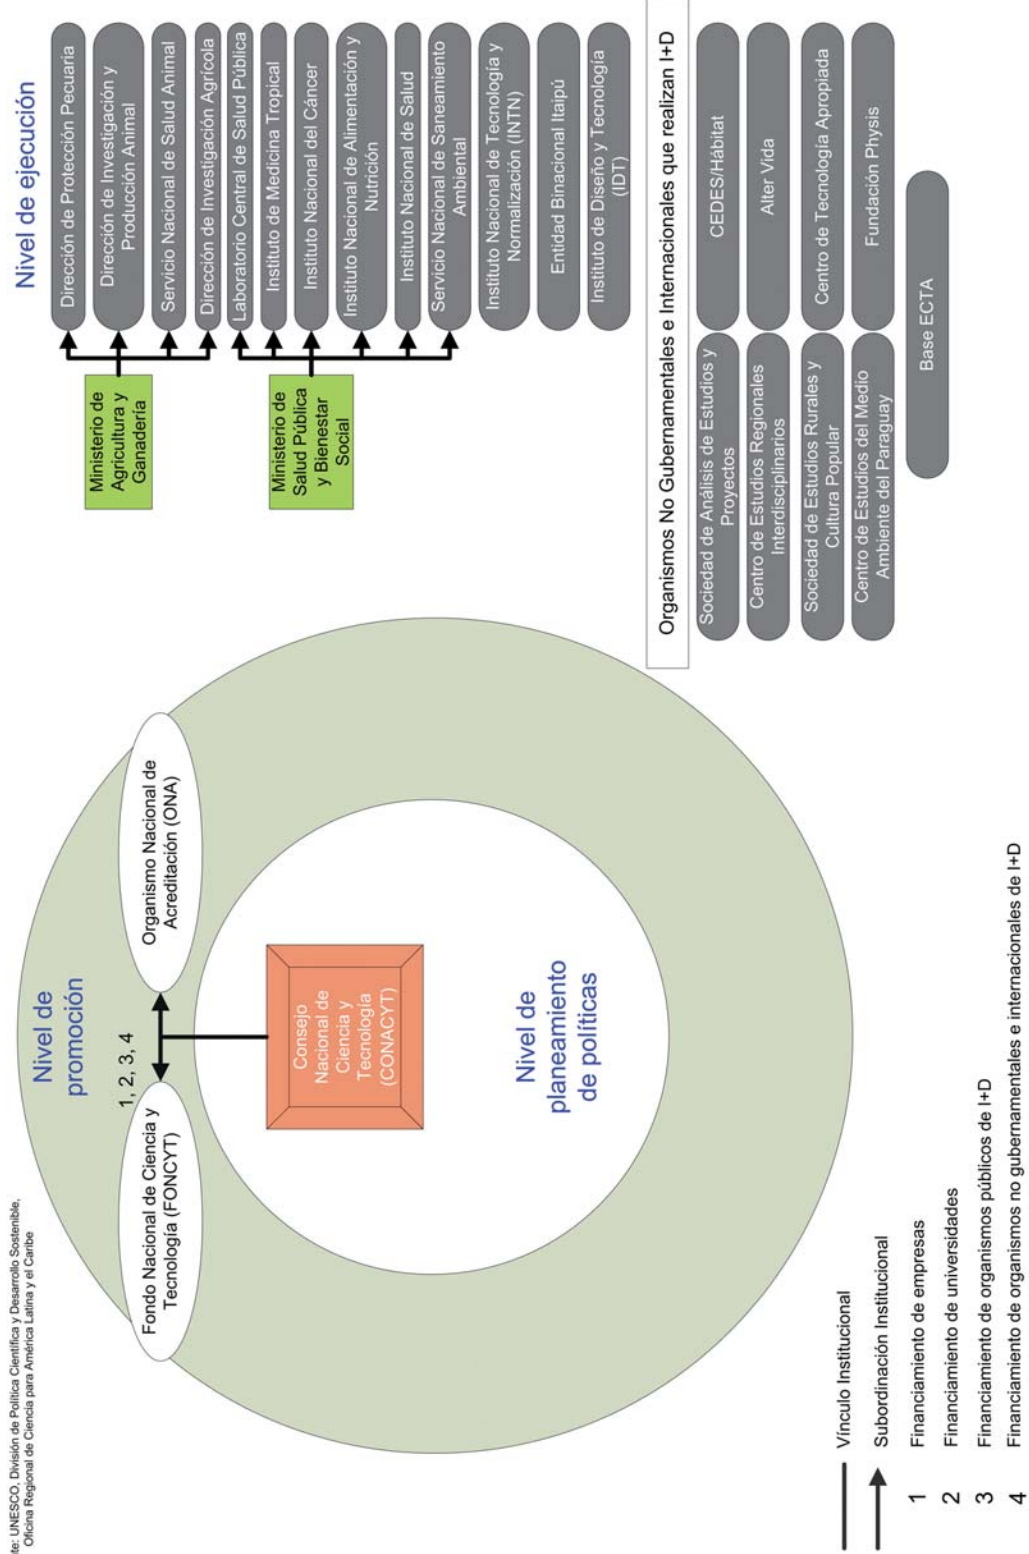 UNESCO, División de Política Científica y Desarrollo Sostenible,
Oficina Regional de Ciencia para América Latina y el Caribe
Nivel de
promoción
1, 2, 3, 4
Fondo Nacional de Ciencia y
Tecnología (FONCYT)
Organismo Nacional de
Acreditación (ONA)
Consejo
Nacional de
Ciencia y
Tecnología
(CONACYT)
Nivel de
planeamiento
de políticas
Nivel de ejecución
Ministerio de
Agricultura y
Ganadería
Dirección de Protección Pecuaria
Dirección de Investigación y
Producción Animal
Servicio Nacional de Salud Animal
Dirección de Investigación Agrícola
Ministerio de
Salud Pública
y Bienestar
Social
Laboratorio Central de Salud Pública
Instituto de Medicina Tropical
Instituto Nacional del Cáncer
Instituto Nacional de Alimentación y
Nutrición
Instituto Nacional de Salud
Servicio Nacional de Saneamiento
Ambiental
Instituto Nacional de Tecnología y
Normalización (INTN)
Entidad Binacional Itaipú
Instituto de Diseño y Tecnología
(IDT)
Organismos No Gubernamentales e Internacionales que realizan I+D
Sociedad de Análisis de Estudios y
Proyectos
CEDES/Hábitat
Centro de Estudios Regionales
Interdisciplinarios
Alter Vida
Sociedad de Estudios Rurales y
Cultura Popular
Centro de Tecnología Apropiada
Centro de Estudios del Medio
Ambiente del Paraguay
Fundación Physis
Base ECTA
Vínculo Institucional
Subordinación Institucional
1 Financiamiento de empresas
2 Financiamiento de universidades
3 Financiamiento de organismos públicos de I+D
4 Financiamiento de organismos no gubernamentales e internacionales de I+D